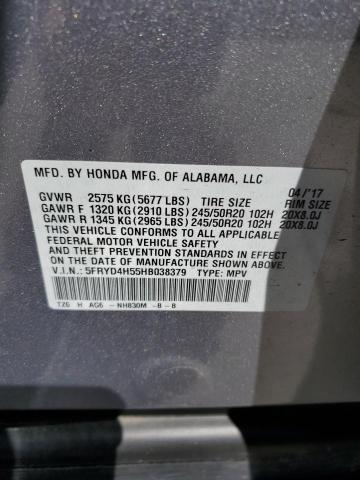 MFD. BY HONDA MFG. OF ALABAMA, LLC 04/'17
GVWR 2575 KG (5677 LBS) TIRE SIZE RIM SIZE
GAWR F 1320 KG (2910 LBS) 245/50R20 102H 20X8.0J
GAWR R 1345 KG (2965 LBS) 245/50R20 102H 20X8.0J
THIS VEHICLE CONFORMS TO ALL APPLICABLE
FEDERAL MOTOR VEHICLE SAFETY
AND THEFT PREVENTION STANDARDS IN EFFECT
ON THE DATE OF MANUFACTURE SHOWN ABOVE.
V.I.N.: 5FRYD4H55HB038379 TYPE: MPV
TZ6 H AG6 - NH830M -B - B